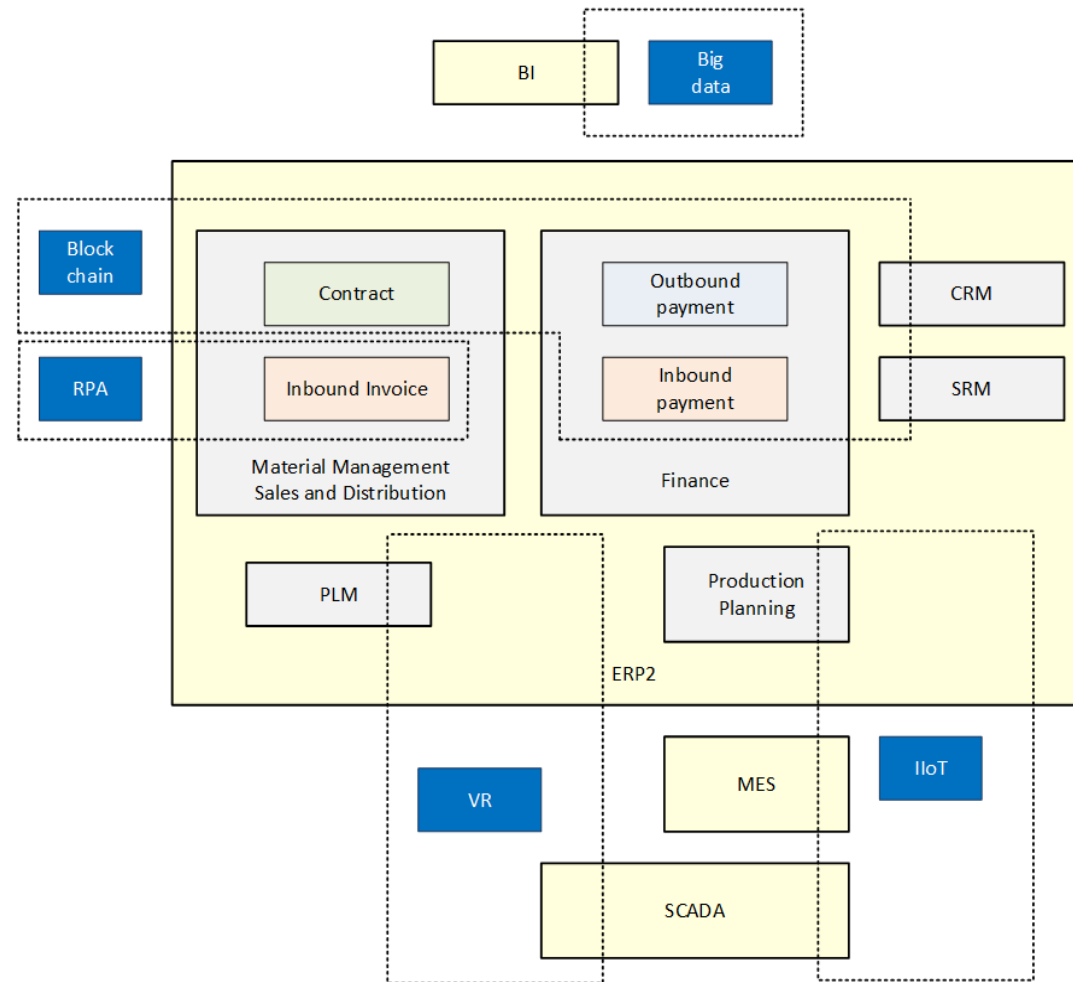 BI
Big
data
Block
chain
Contract
Outbound
payment
CRM
RPA
Inbound Invoice
Inbound
payment
SRM
Material Management
Sales and Distribution
Finance
PLM
Production
Planning
ERP2
VR
MES
IIoT
SCADA